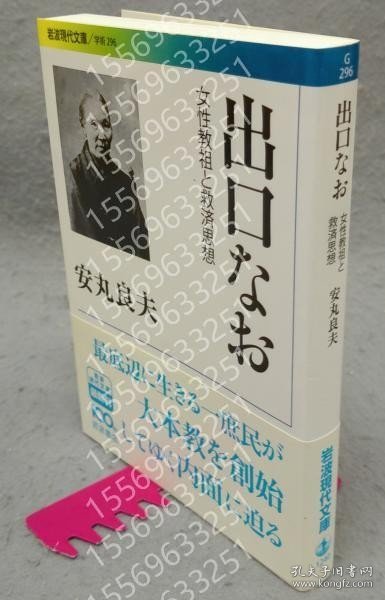 岩波現代文庫/学術 296
出口なお
女性教祖と救済思想
安丸良夫
最底辺に生きる一庶民が
大本教を創始
してゆく内面に迫る
G
296
出口なお
女性教祖と
救済思想
安丸良夫
岩波現代文庫
15569633251
孔夫子旧书网
www.kongfz.com